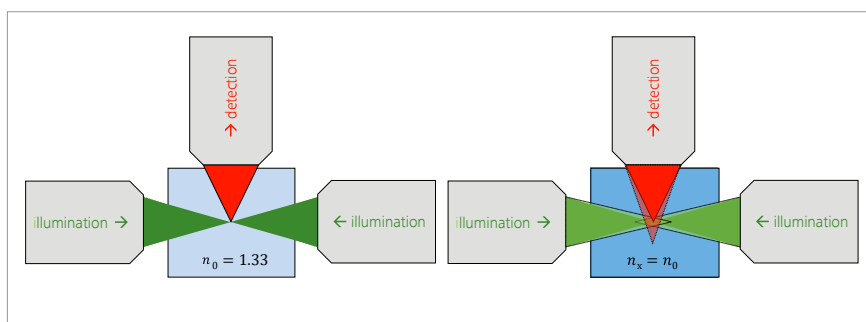 → detection
→ detection
illumination →
← illumination
illumination →
← illumination
n₀ = 1.33
nₓ = n₀